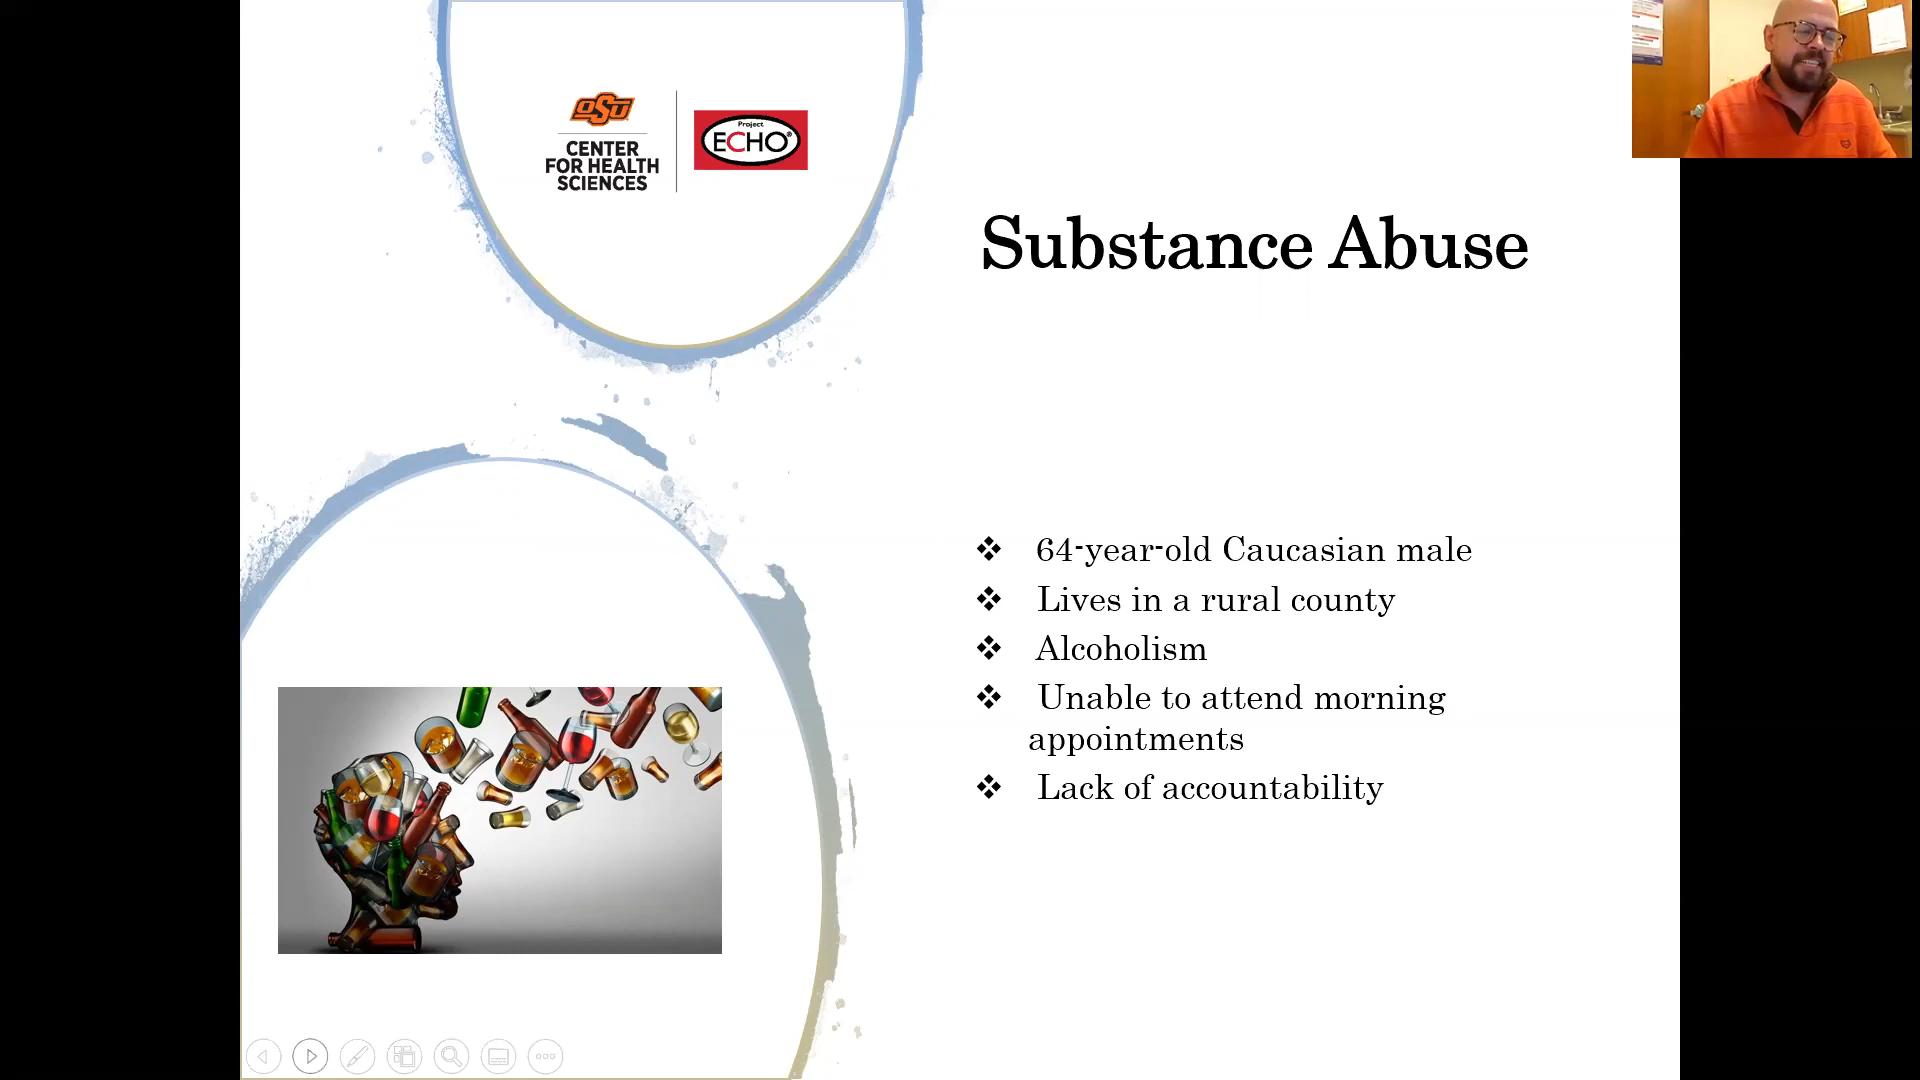 OSU
CENTER
FOR HEALTH
SCIENCES
Project
ECHO®
Substance Abuse
❖ 64-year-old Caucasian male
❖ Lives in a rural county
❖ Alcoholism
❖ Unable to attend morning
appointments
❖ Lack of accountability